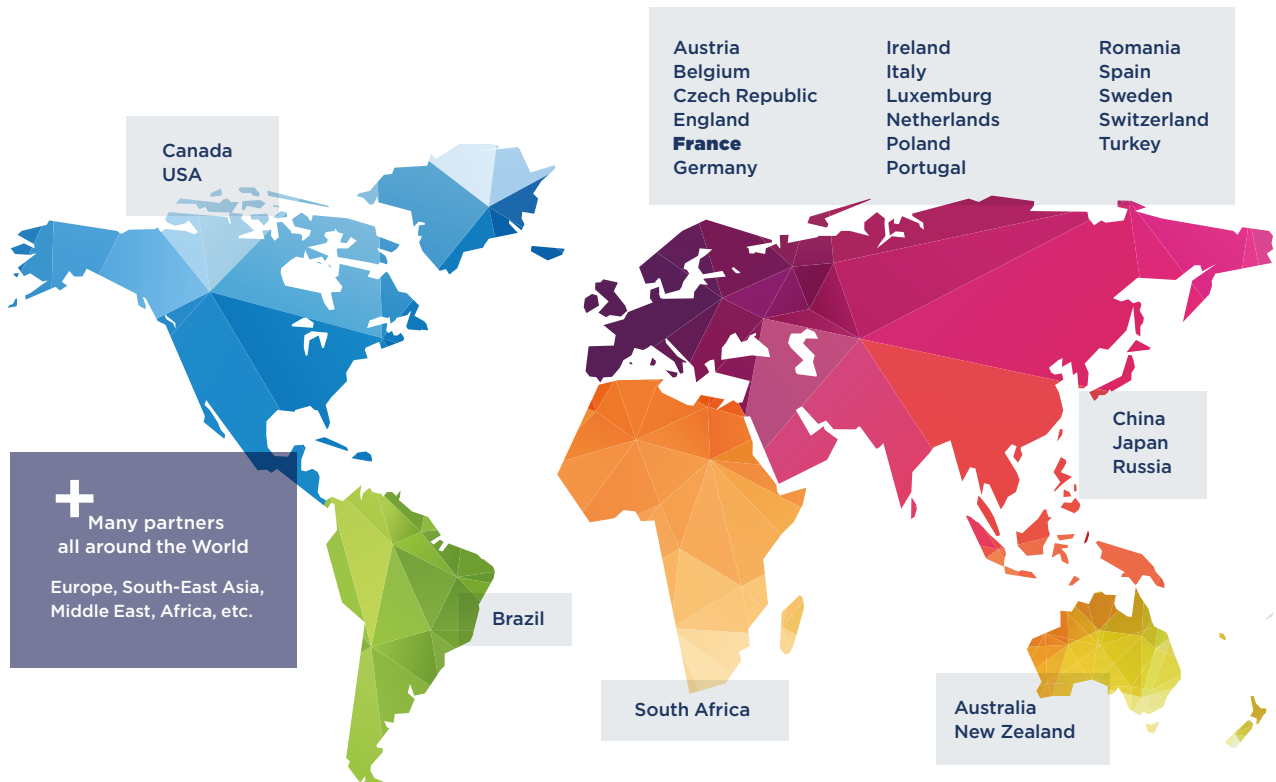 Austria
Belgium
Czech Republic
England
France
Germany
Ireland
Italy
Luxemburg
Netherlands
Poland
Portugal
Romania
Spain
Sweden
Switzerland
Turkey
Canada
USA
China
Japan
Russia
+
Many partners
all around the World
Europe, South-East Asia,
Middle East, Africa, etc.
Brazil
South Africa
Australia
New Zealand